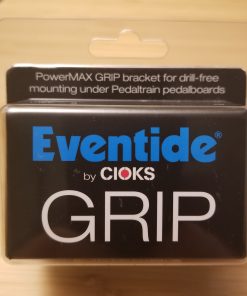 PowerMAX GRIP bracket for drill-free
mounting under Pedaltrain pedalboards
Eventide®
by CIOKS
GRIP